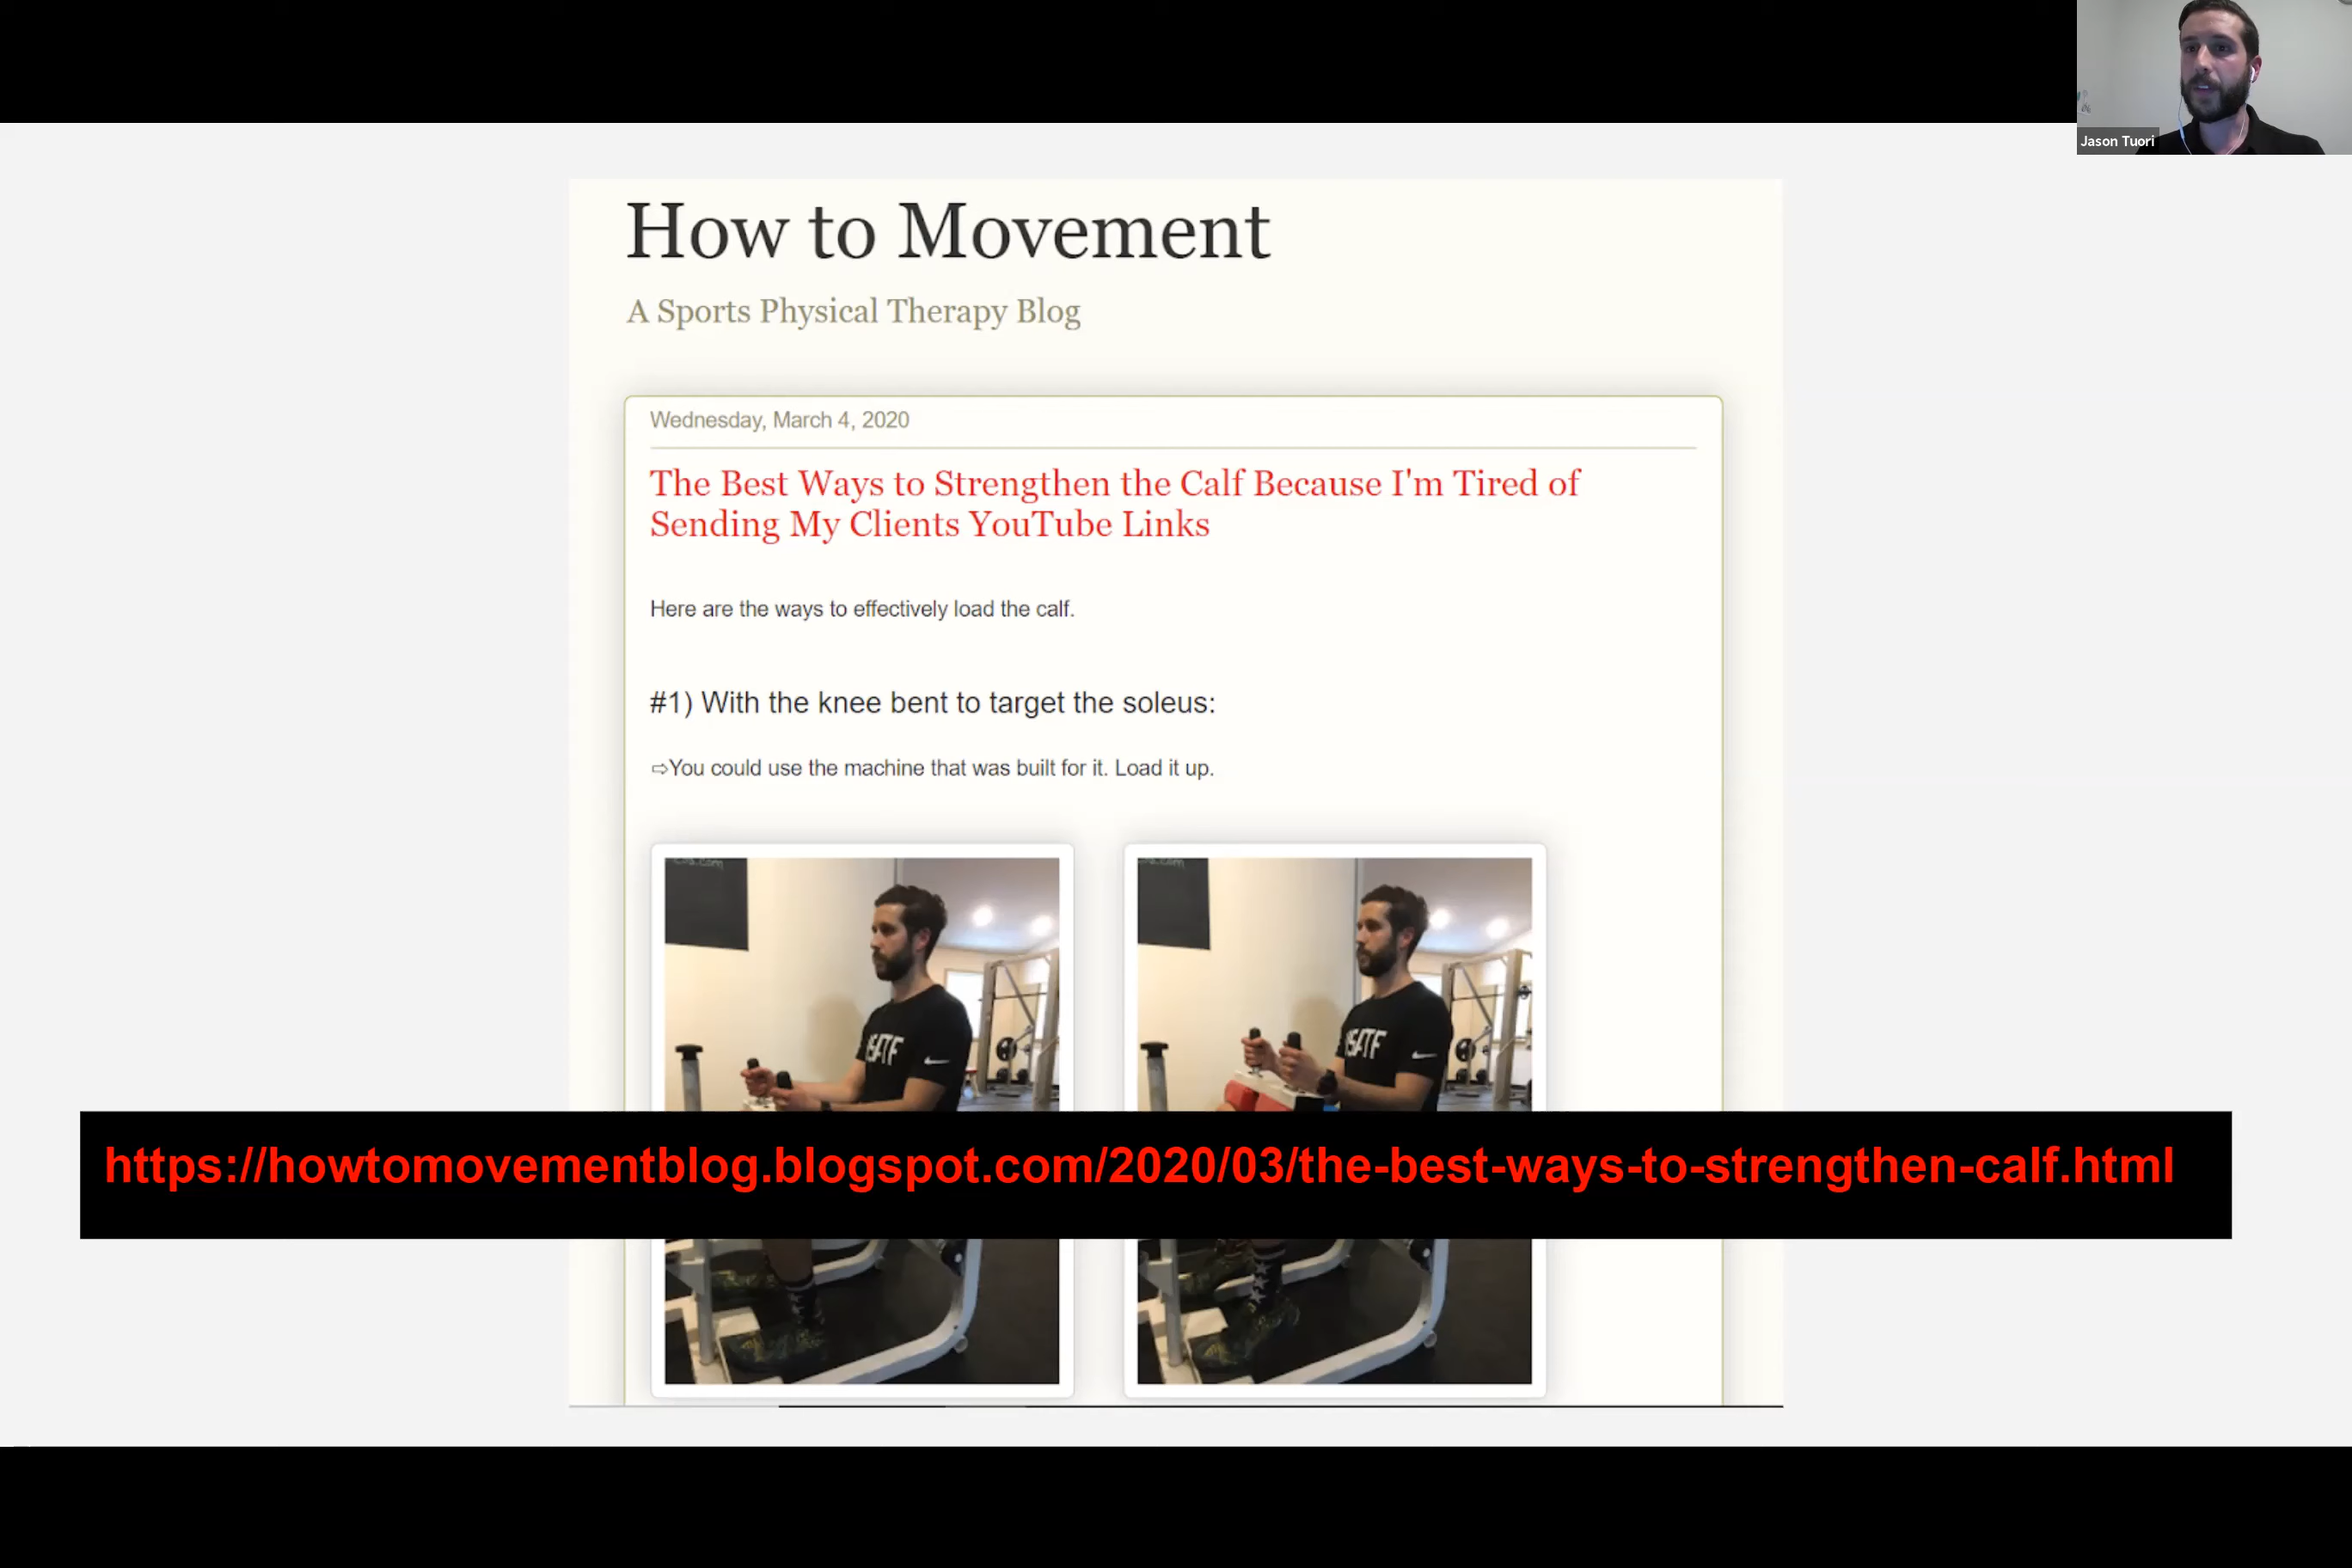 Jason Tuori
How to Movement
A Sports Physical Therapy Blog
Wednesday, March 4, 2020
The Best Ways to Strengthen the Calf Because I'm Tired of
Sending My Clients YouTube Links
Here are the ways to effectively load the calf.
#1) With the knee bent to target the soleus:
⇨You could use the machine that was built for it. Load it up.
https://howtomovementblog.blogspot.com/2020/03/the-best-ways-to-strengthen-calf.html